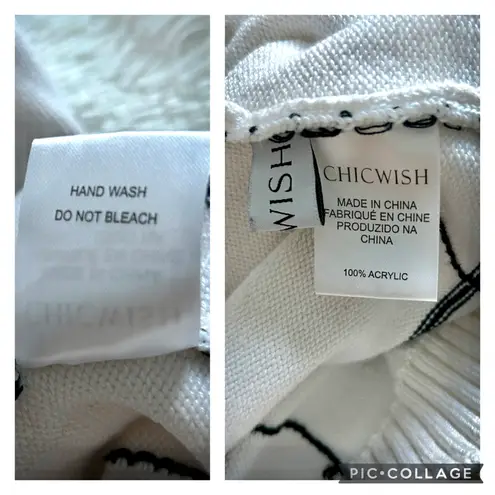 HAND WASH
DO NOT BLEACH
WISH
CHICWISH
MADE IN CHINA
FABRIQUÉ EN CHINE
PRODUZIDO NA
CHINA
100% ACRYLIC
PIC•COLLAGE